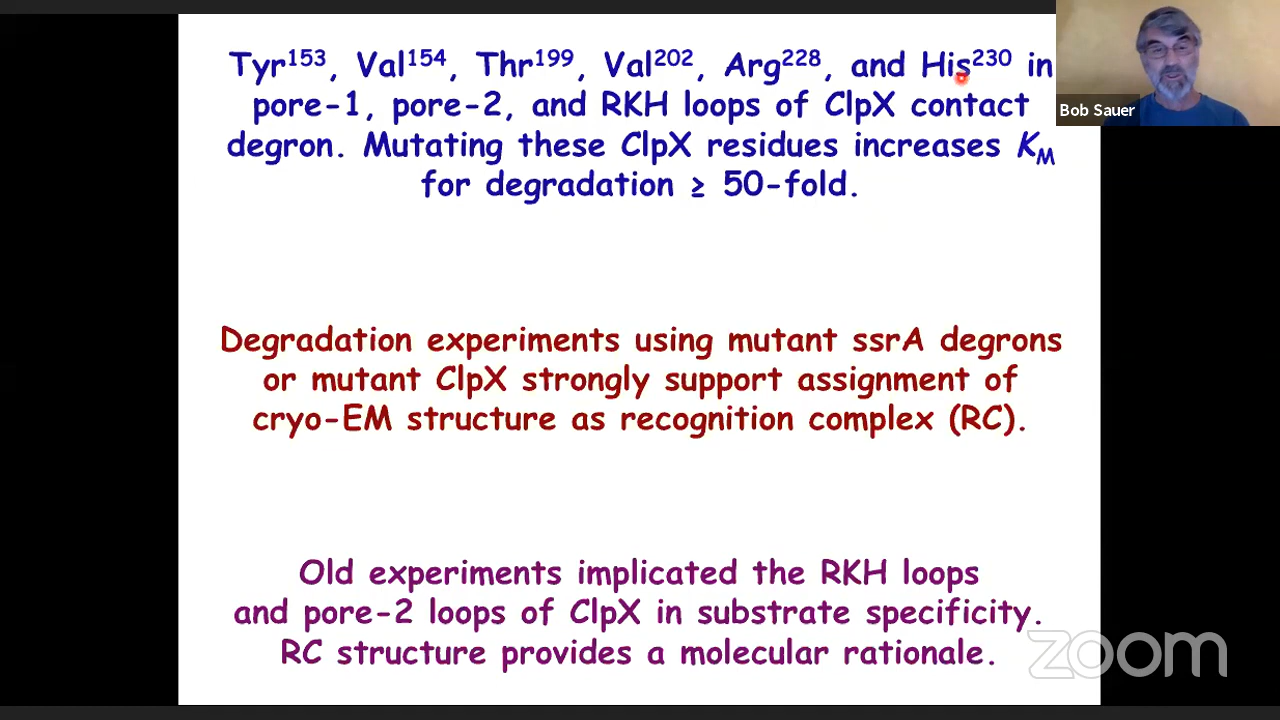 Tyr¹⁵³, Val¹⁵⁴, Thr¹⁹⁹, Val²⁰², Arg²²⁸, and His²³⁰ in
pore-1, pore-2, and RKH loops of ClpX contact
degron. Mutating these ClpX residues increases K_M
for degradation ≥ 50-fold.
Bob Sauer
Degradation experiments using mutant ssrA degrons
or mutant ClpX strongly support assignment of
cryo-EM structure as recognition complex (RC).
Old experiments implicated the RKH loops
and pore-2 loops of ClpX in substrate specificity.
RC structure provides a molecular rationale.
zoom